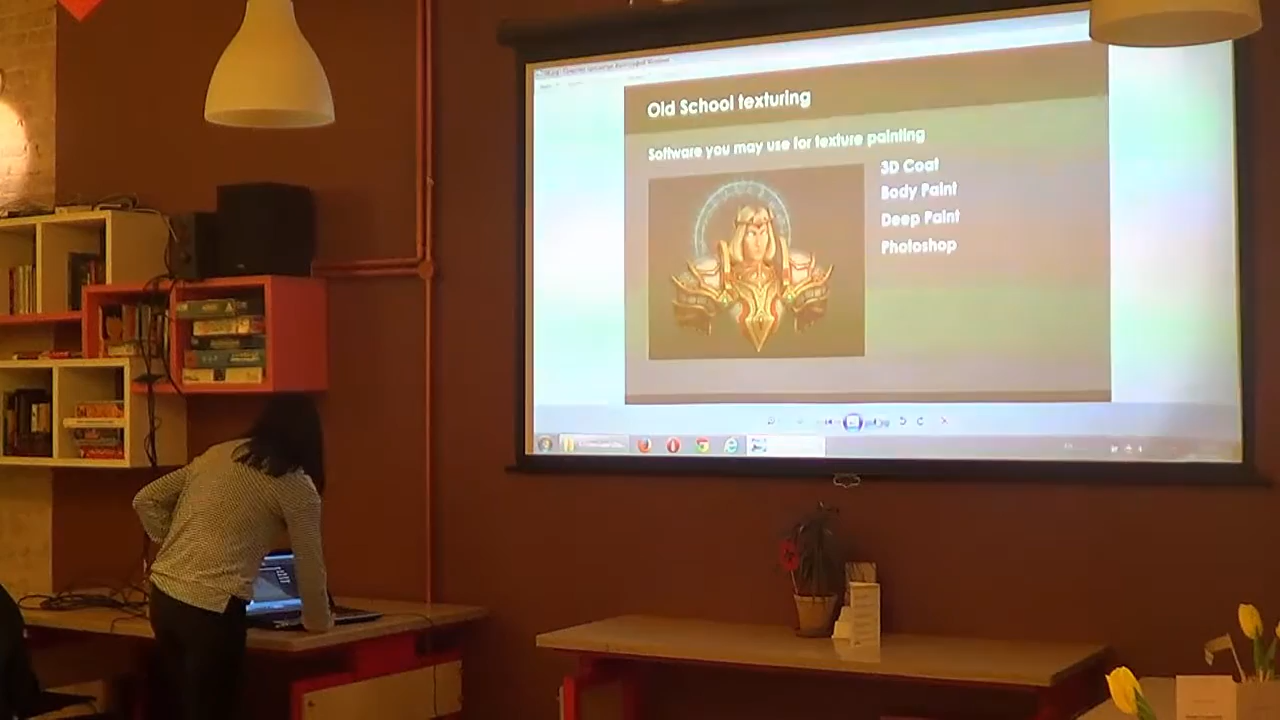 Old School texturing
Software you may use for texture painting
3D Coat
Body Paint
Deep Paint
Photoshop